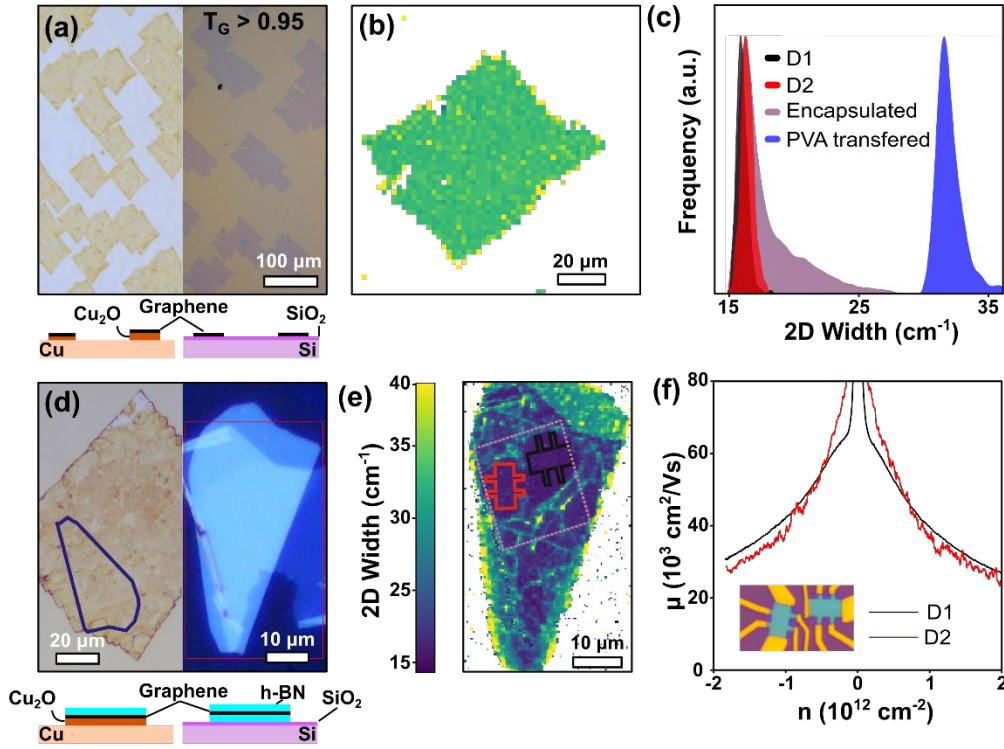 (a)
T_G > 0.95
100 µm
Graphene
Cu₂O
SiO₂
Cu
Si
(b)
20 µm
(c)
Frequency (a.u.)
D1
D2
Encapsulated
PVA transfered
15
25
35
2D Width (cm⁻¹)
(d)
20 µm
10 µm
Graphene
h-BN
Cu₂O
SiO₂
Cu
Si
(e)
2D Width (cm⁻¹)
40
35
30
25
15
10 µm
(f)
µ (10³ cm²/Vs)
80
60
40
20
0
D1
D2
-2
-1
0
1
2
n (10¹² cm⁻²)